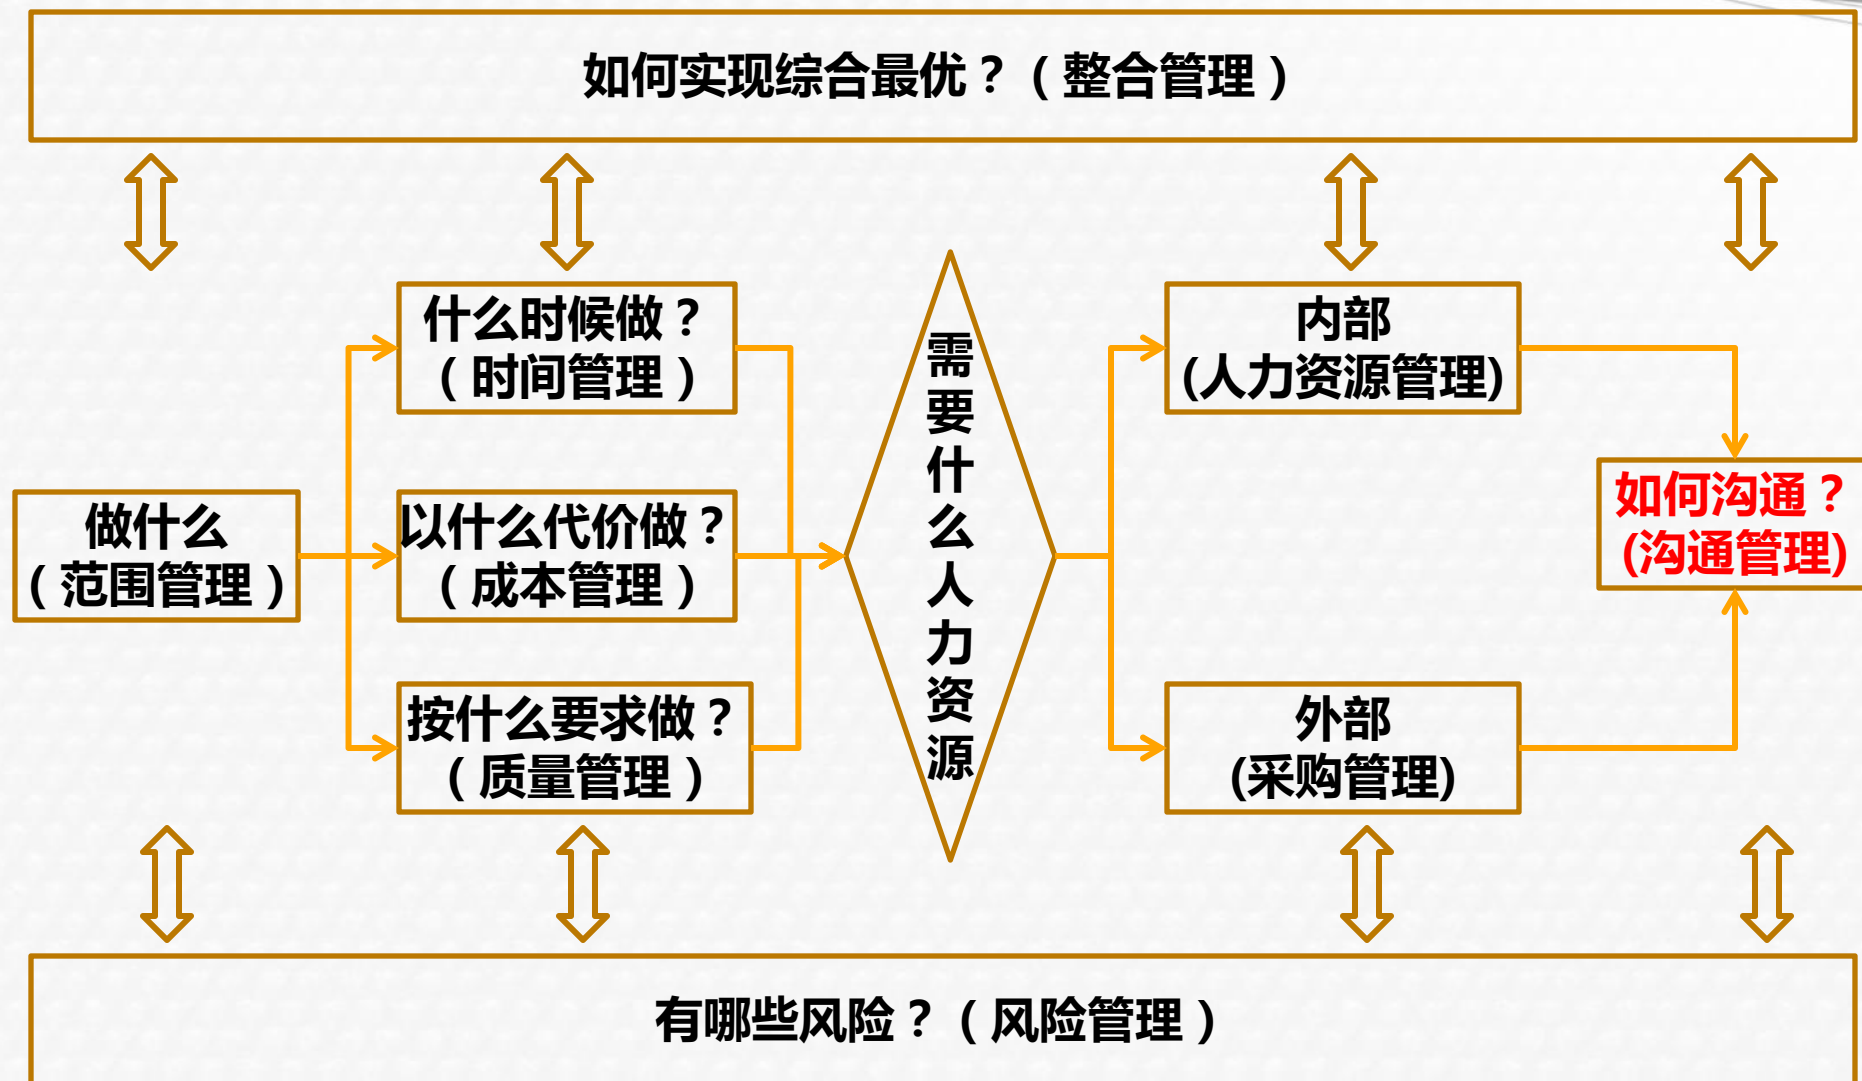 如何实现综合最优？（整合管理）
什么时候做？
（时间管理）
内部
(人力资源管理)
做什么
（范围管理）
以什么代价做？
（成本管理）
需要什么人力资源
如何沟通？
(沟通管理)
按什么要求做？
（质量管理）
外部
(采购管理)
有哪些风险？（风险管理）